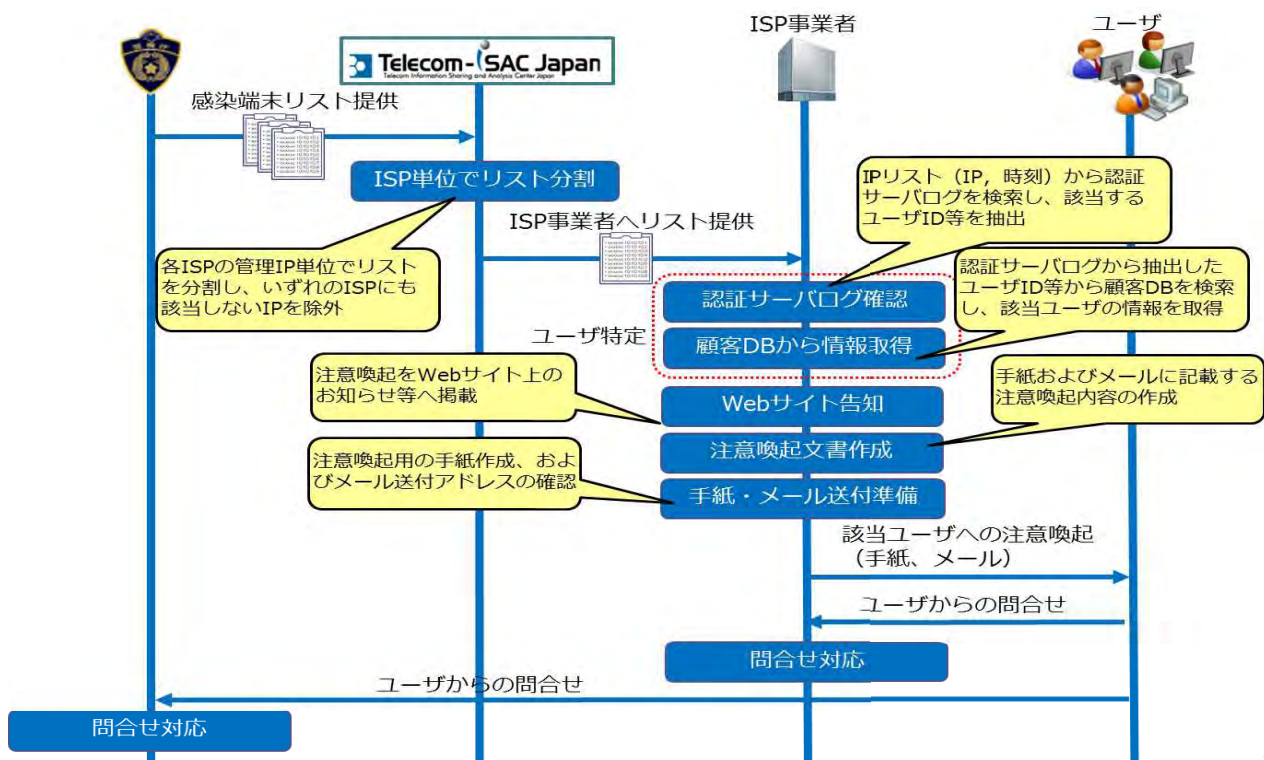 ISP事業者
ユーザ
Telecom-iSAC Japan
Telecom Information Sharing and Analysis Center Japan
感染端末リスト提供
ISP単位でリスト分割
IPリスト（IP，時刻）から認証
サーバログを検索し、該当する
ユーザID等を抽出
ISP事業者へリスト提供
各ISPの管理IP単位でリスト
を分割し、いずれのISPにも
該当しないIPを除外
認証サーバログから抽出した
ユーザID等から顧客DBを検索
し、該当ユーザの情報を取得
認証サーバログ確認
ユーザ特定
顧客DBから情報取得
注意喚起をWebサイト上の
お知らせ等へ掲載
手紙およびメールに記載する
注意喚起内容の作成
Webサイト告知
注意喚起文書作成
注意喚起用の手紙作成、およ
びメール送付アドレスの確認
手紙・メール送付準備
該当ユーザへの注意喚起
（手紙、メール）
ユーザからの問合せ
問合せ対応
ユーザからの問合せ
問合せ対応